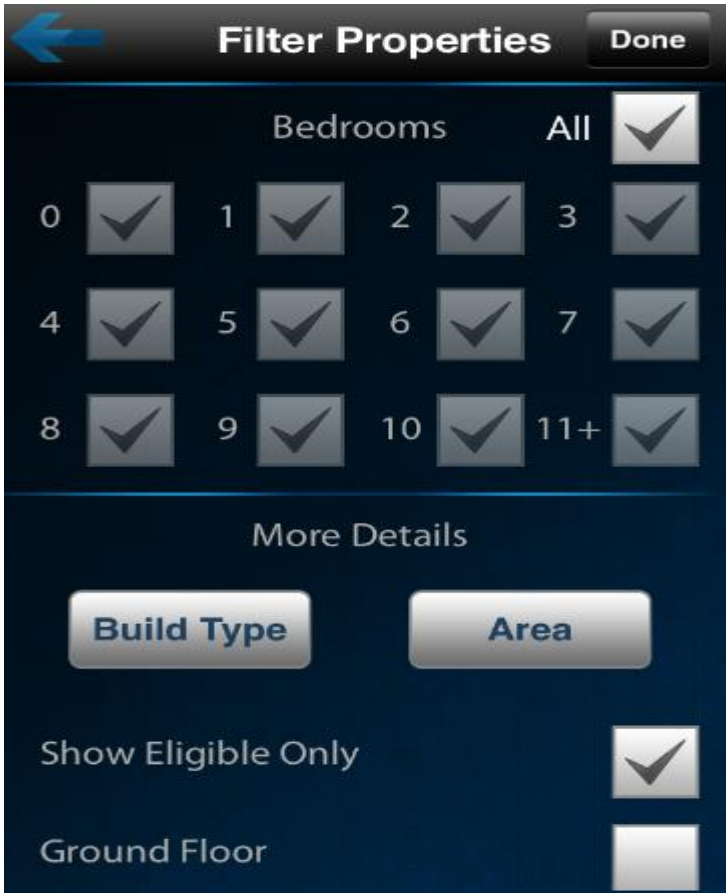 Filter Properties Done
Bedrooms All
0 1 2 3
4 5 6 7
8 9 10 11+
More Details
Build Type Area
Show Eligible Only
Ground Floor